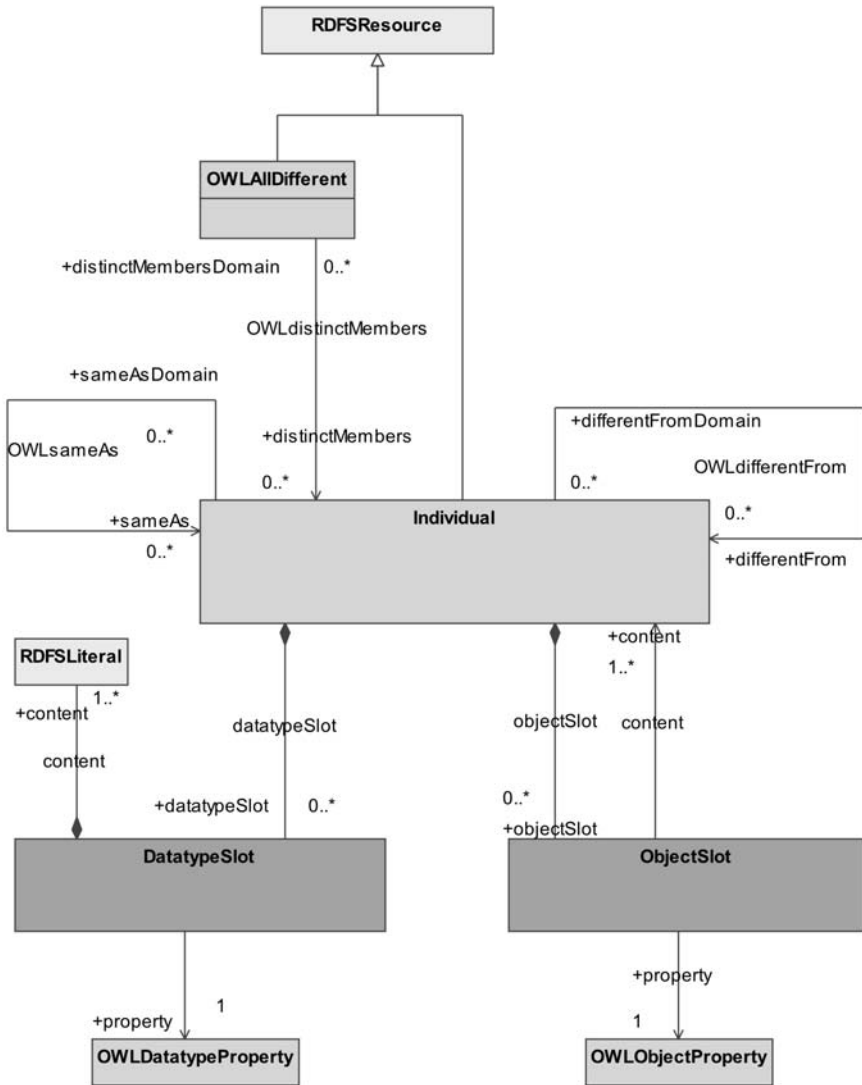 RDFSResource
OWLAllDifferent
+distinctMembersDomain
0..*
OWLdistinctMembers
+sameAsDomain
0..*
OWLsameAs
+distinctMembers
0..*
+differentFromDomain
OWLdifferentFrom
0..*
+sameAs
0..*
Individual
0..*
+differentFrom
RDFSLiteral
1..*
+content
content
datatypeSlot
+datatypeSlot
0..*
+content
1..*
objectSlot
content
0..*
+objectSlot
DatatypeSlot
ObjectSlot
1
+property
+property
1
OWLDatatypeProperty
OWLObjectProperty